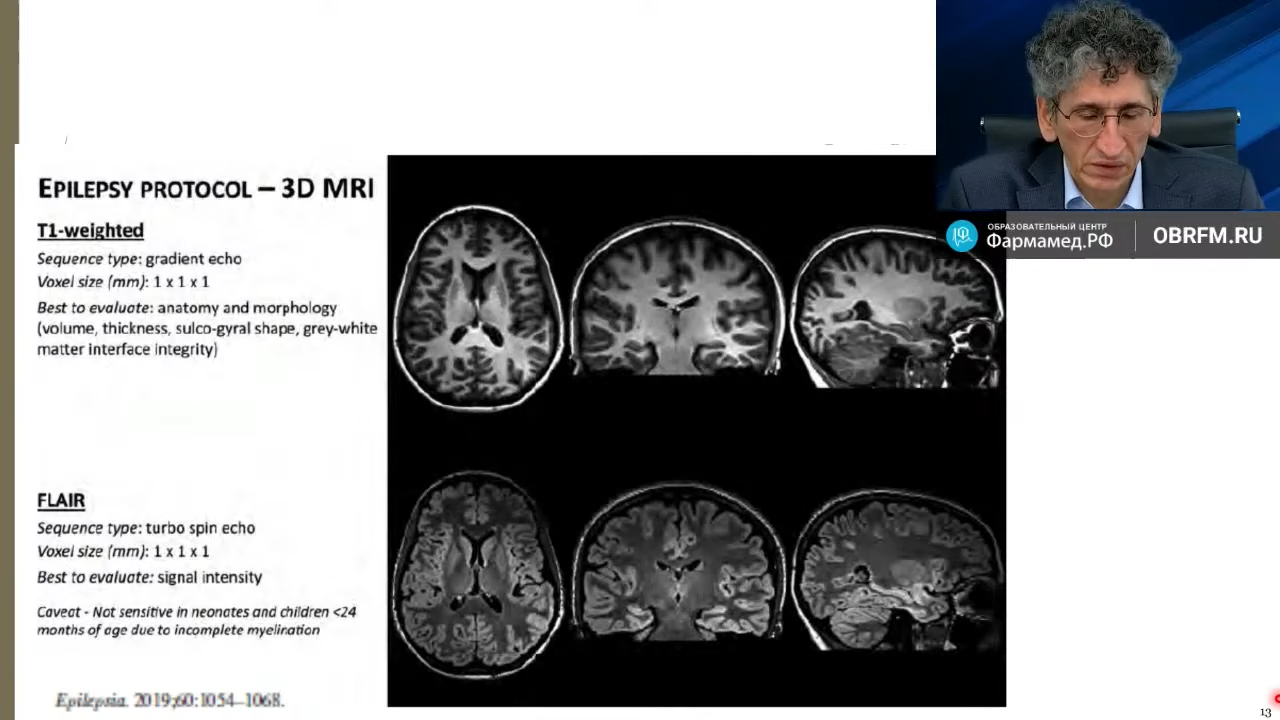 EPILEPSY PROTOCOL – 3D MRI
T1-weighted
Sequence type: gradient echo
Voxel size (mm): 1 x 1 x 1
Best to evaluate: anatomy and morphology
(volume, thickness, sulco-gyral shape, grey-white
matter interface integrity)
FLAIR
Sequence type: turbo spin echo
Voxel size (mm): 1 x 1 x 1
Best to evaluate: signal intensity
Caveat - Not sensitive in neonates and children <24
months of age due to incomplete myelination
Epilepsia. 2019;60:1054–1068.
ОБРАЗОВАТЕЛЬНЫЙ ЦЕНТР
Фармамед.РФ
OBRFM.RU
13